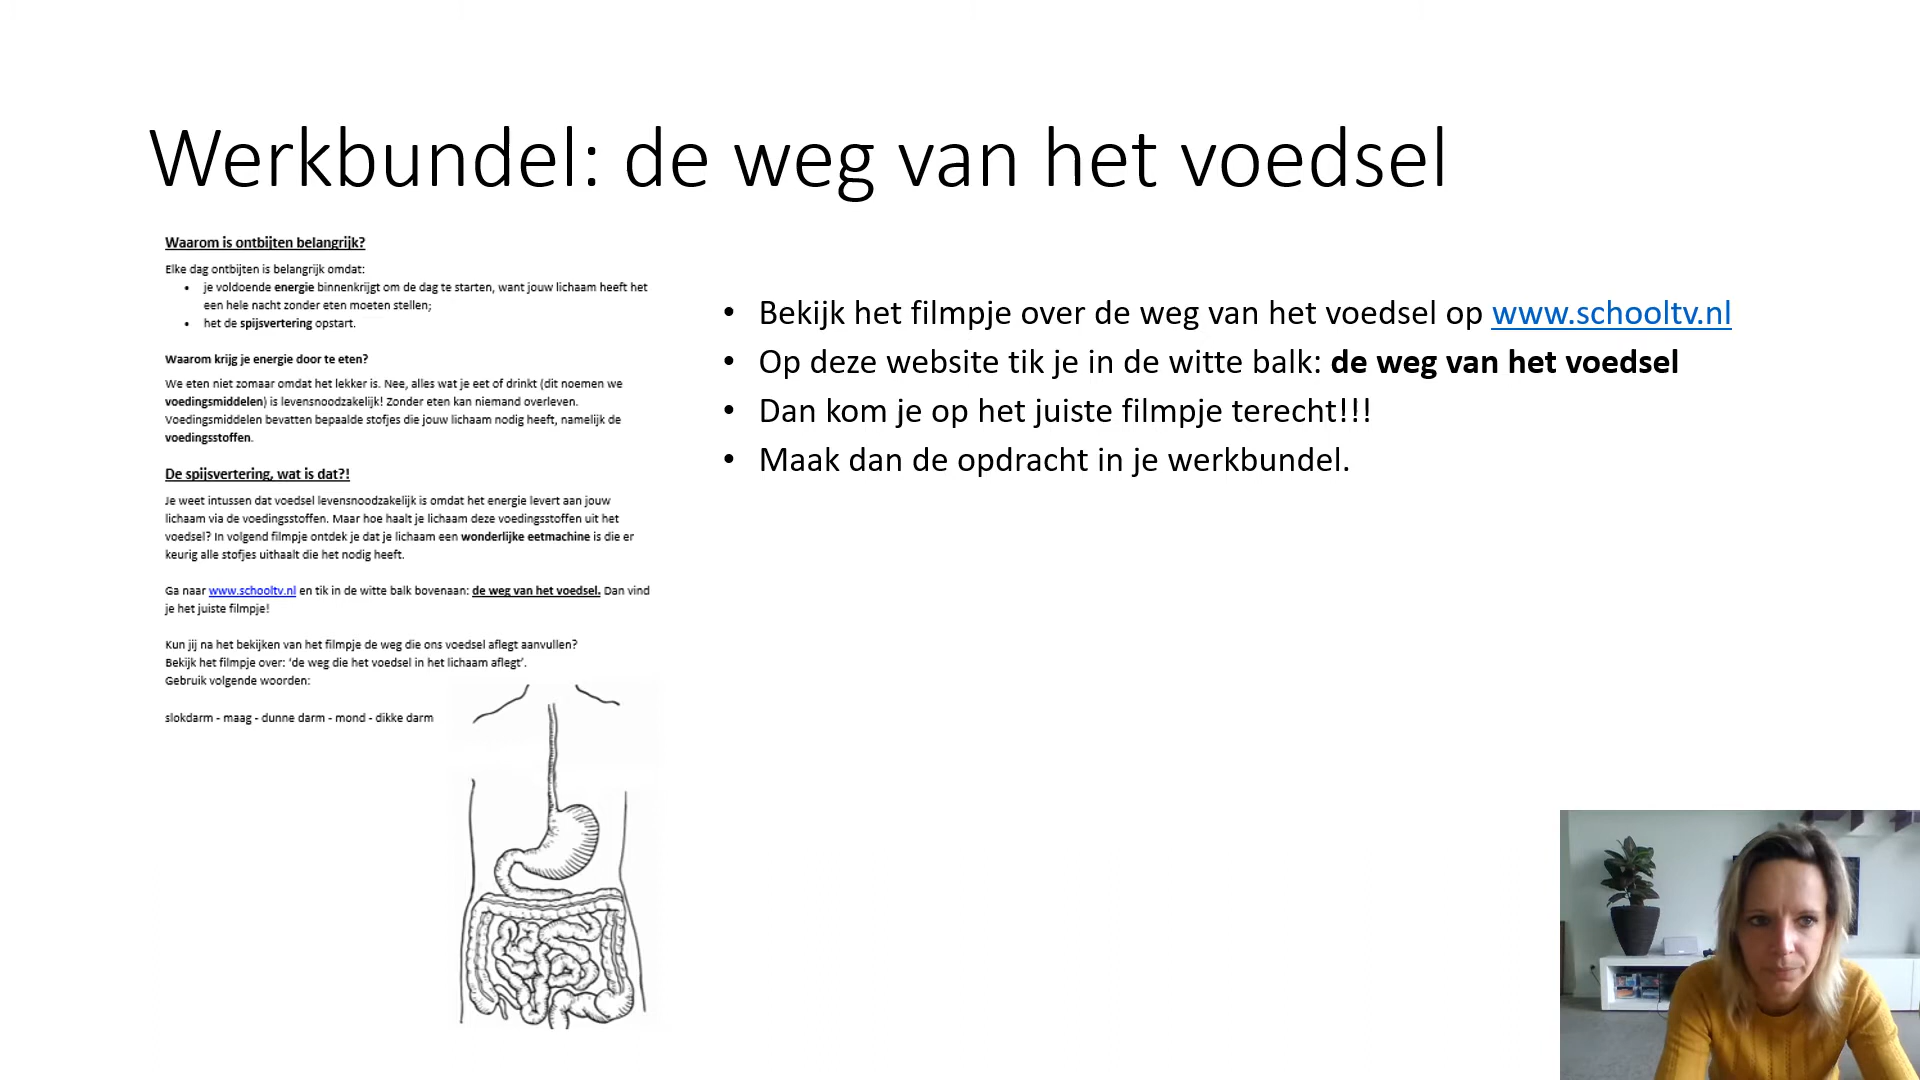 Werkbundel: de weg van het voedsel
Waarom is ontbijten belangrijk?
Elke dag ontbijten is belangrijk omdat:
• je voldoende energie binnenkrijgt om de dag te starten, want jouw lichaam heeft het
een hele nacht zonder eten moeten stellen;
• het de spijsvertering opstart.
Waarom krijg je energie door te eten?
We eten niet zomaar omdat het lekker is. Nee, alles wat je eet of drinkt (dit noemen we
voedingsmiddelen) is levensnoodzakelijk! Zonder eten kan niemand overleven.
Voedingsmiddelen bevatten bepaalde stofjes die jouw lichaam nodig heeft, namelijk de
voedingsstoffen.
De spijsvertering, wat is dat?!
Je weet intussen dat voedsel levensnoodzakelijk is omdat het energie levert aan jouw
lichaam via de voedingsstoffen. Maar hoe haalt je lichaam deze voedingsstoffen uit het
voedsel? In volgend filmpje ontdek je dat je lichaam een wonderlijke eetmachine is die er
keurig alle stofjes uithaalt die het nodig heeft.
Ga naar www.schooltv.nl en tik in de witte balk bovenaan: de weg van het voedsel. Dan vind
je het juiste filmpje!
Kun jij na het bekijken van het filmpje de weg die ons voedsel aflegt aanvullen?
Bekijk het filmpje over: ‘de weg die het voedsel in het lichaam aflegt’.
Gebruik volgende woorden:
slokdarm - maag - dunne darm - mond - dikke darm
• Bekijk het filmpje over de weg van het voedsel op www.schooltv.nl
• Op deze website tik je in de witte balk: de weg van het voedsel
• Dan kom je op het juiste filmpje terecht!!!
• Maak dan de opdracht in je werkbundel.